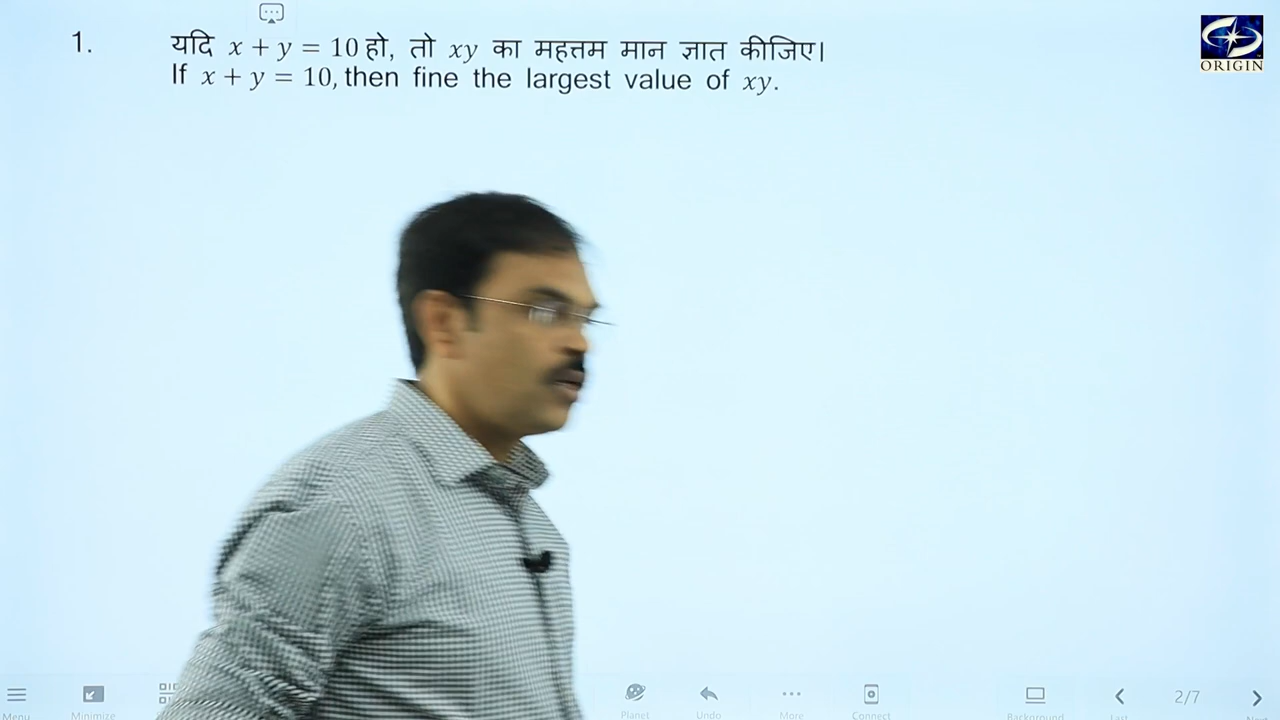 1. यदि x + y = 10 हो, तो xy का महत्तम मान ज्ञात कीजिए।
If x + y = 10, then fine the largest value of xy.
ORIGIN
Menu
Minimize
Planet
Undo
More
Connect
Background
2/7